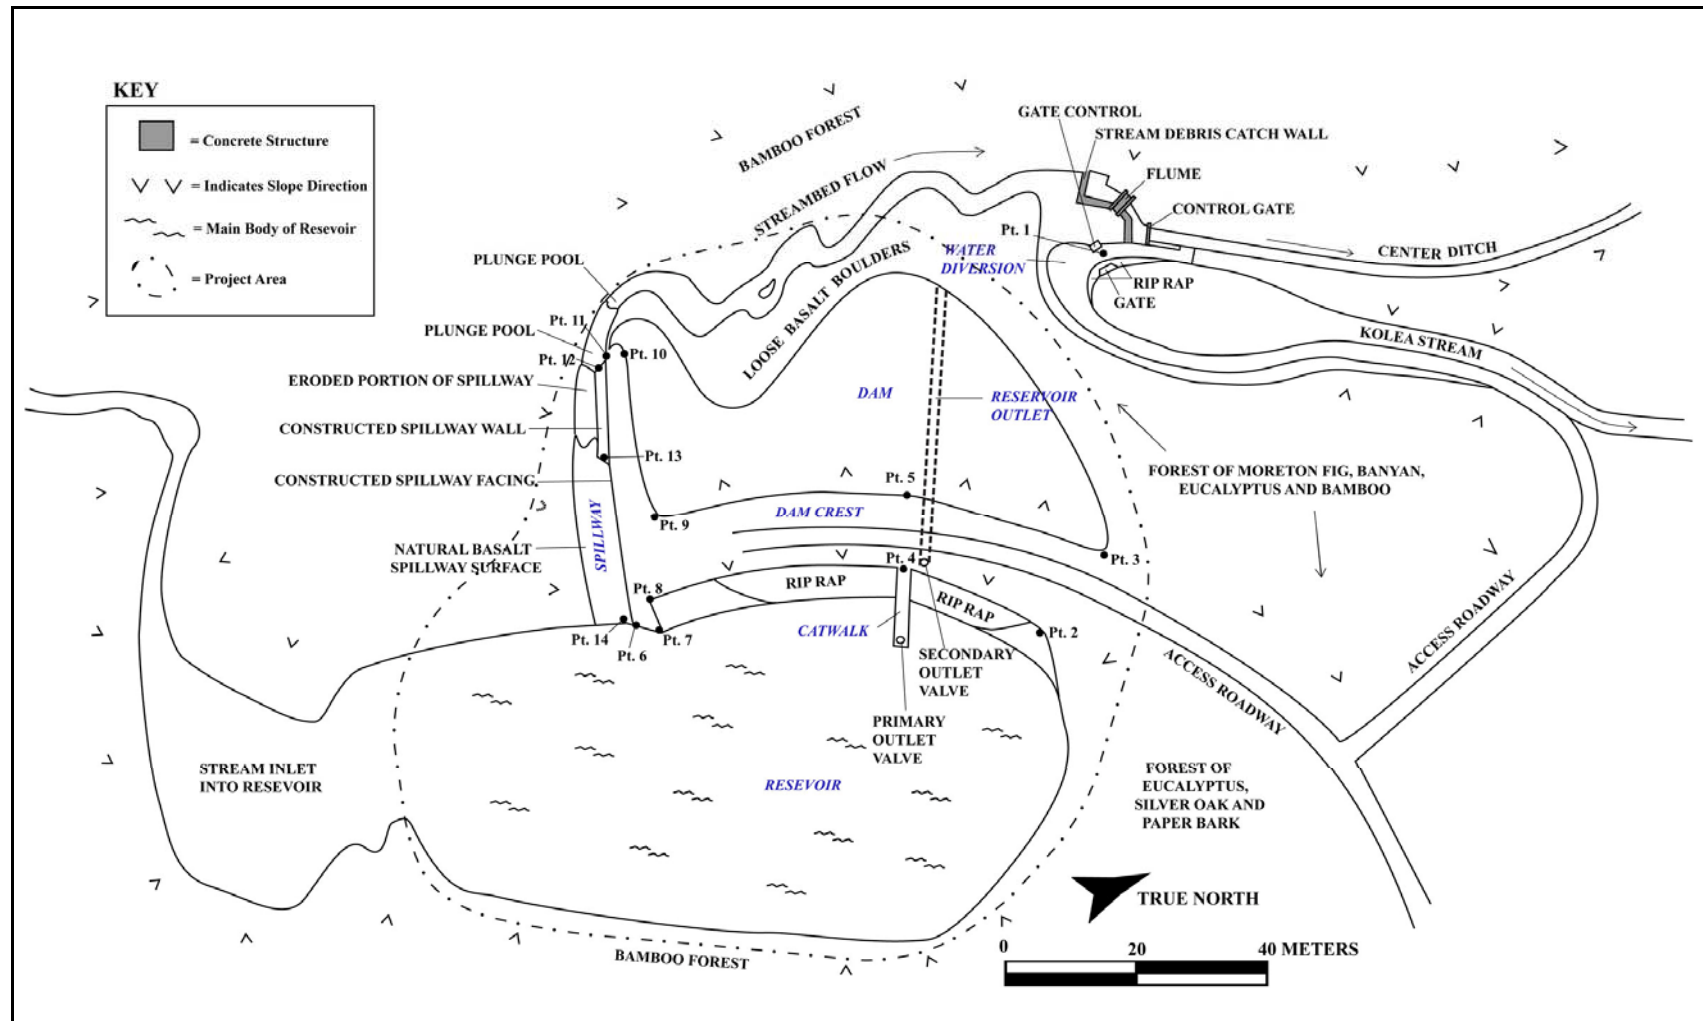 KEY
= Concrete Structure
= Indicates Slope Direction
= Main Body of Resevoir
= Project Area
BAMBOO FOREST
STREAMBED FLOW
GATE CONTROL
STREAM DEBRIS CATCH WALL
FLUME
CONTROL GATE
Pt. 1
CENTER DITCH
WATER
DIVERSION
RIP RAP
GATE
KOLEA STREAM
PLUNGE POOL
LOOSE BASALT BOULDERS
Pt. 11
PLUNGE POOL
Pt. 12
Pt. 10
ERODED PORTION OF SPILLWAY
DAM
RESERVOIR
OUTLET
CONSTRUCTED SPILLWAY WALL
Pt. 13
CONSTRUCTED SPILLWAY FACING
FOREST OF MORETON FIG, BANYAN,
EUCALYPTUS AND BAMBOO
Pt. 5
DAM CREST
Pt. 9
SPILLWAY
NATURAL BASALT
SPILLWAY SURFACE
Pt. 3
Pt. 4
Pt. 8
RIP RAP
RIP RAP
ACCESS ROADWAY
Pt. 14
Pt. 6
Pt. 7
CATWALK
Pt. 2
SECONDARY
OUTLET
VALVE
ACCESS ROADWAY
PRIMARY
OUTLET
VALVE
STREAM INLET
INTO RESEVOIR
RESEVOIR
FOREST OF
EUCALYPTUS,
SILVER OAK AND
PAPER BARK
TRUE NORTH
BAMBOO FOREST
0 20 40 METERS